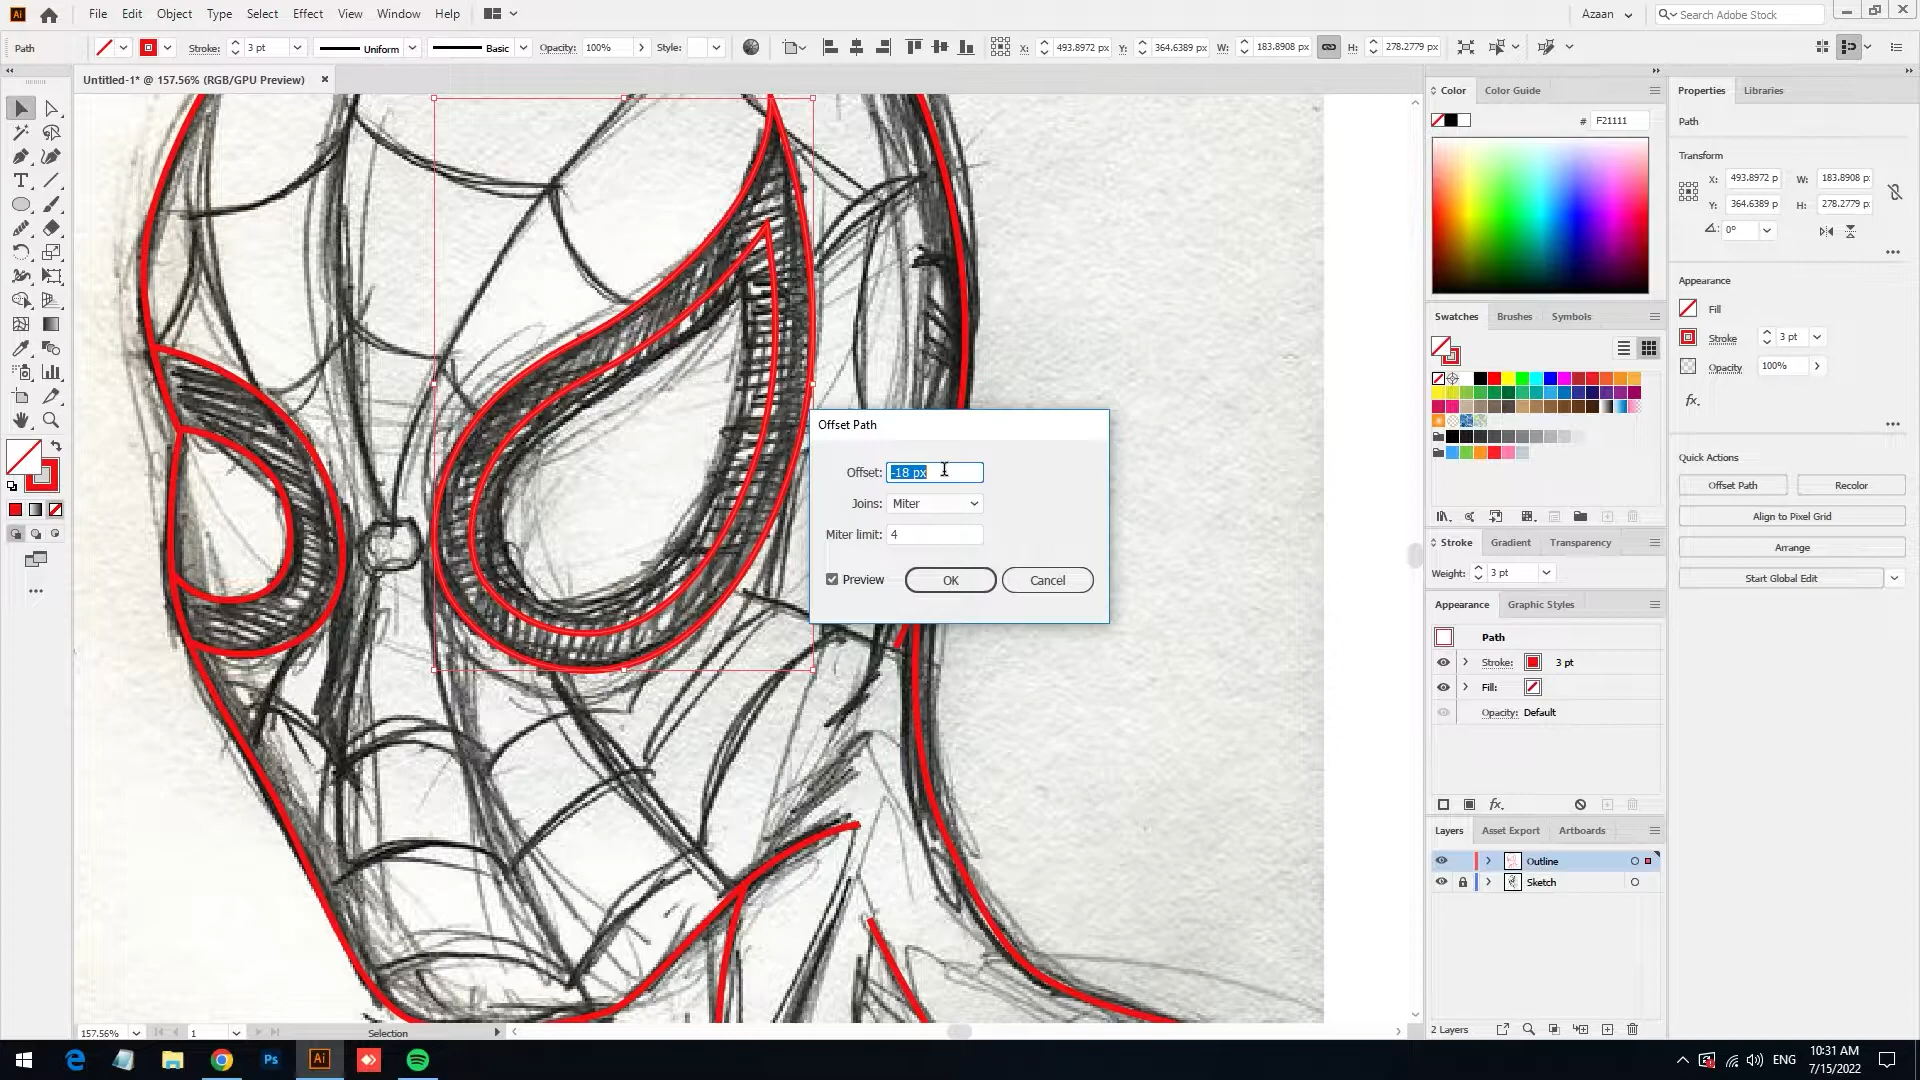 Ai File Edit Object Type Select Effect View Window Help Azaan Search Adobe Stock
Path Stroke: 3 pt Uniform Basic Opacity: 100% Style: X: 493.8972 px Y: 364.6389 px W: 183.8908 px H: 278.2779 px
Untitled-1* @ 157.56% (RGB/GPU Preview)
Color Color Guide
# F21111
Swatches Brushes Symbols
Stroke Gradient Transparency
Weight: 3 pt
Appearance Graphic Styles
Path
Stroke: 3 pt
Fill:
Opacity: Default
Layers Asset Export Artboards
Outline
Sketch
2 Layers
Properties Libraries
Path
Transform
X: 493.8972 p W: 183.8908 p
Y: 364.6389 p H: 278.2779 p
0°
Appearance
Fill
Stroke 3 pt
Opacity 100%
fx.
Quick Actions
Offset Path Recolor
Align to Pixel Grid
Arrange
Start Global Edit
Offset Path
Offset: -18 px
Joins: Miter
Miter limit: 4
Preview OK Cancel
157.56% 1 Selection
Ps Ai ENG 10:31 AM
7/15/2022